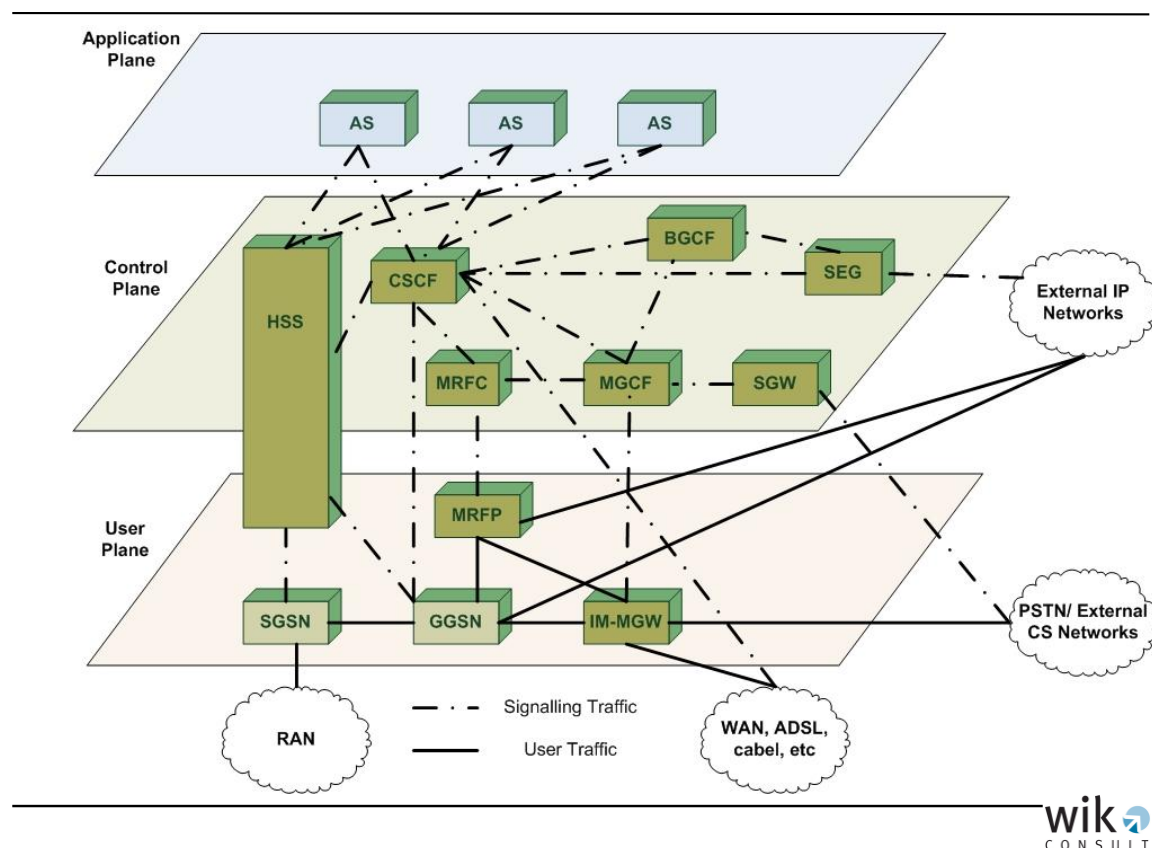 Application
Plane
AS
AS
AS
Control
Plane
HSS
CSCF
BGCF
SEG
External IP
Networks
MRFC
MGCF
SGW
User
Plane
MRFP
SGSN
GGSN
IM-MGW
PSTN/ External
CS Networks
RAN
Signalling Traffic
User Traffic
WAN, ADSL,
cabel, etc
wik
CONSULT